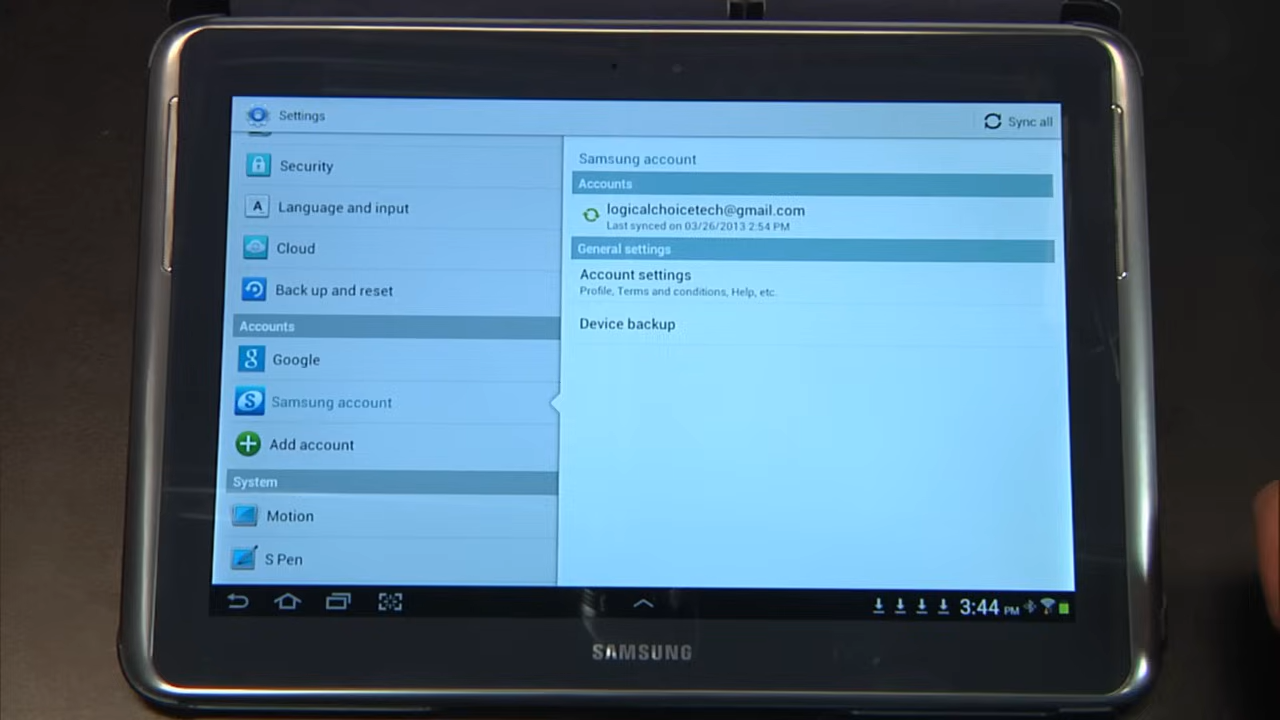 Settings
Sync all
Security
Language and input
Cloud
Back up and reset
Accounts
Google
Samsung account
Add account
System
Motion
S Pen
Samsung account
Accounts
logicalchoicetech@gmail.com
Last synced on 03/26/2013 2:54 PM
General settings
Account settings
Profile, Terms and conditions, Help, etc.
Device backup
3:44 PM
SAMSUNG